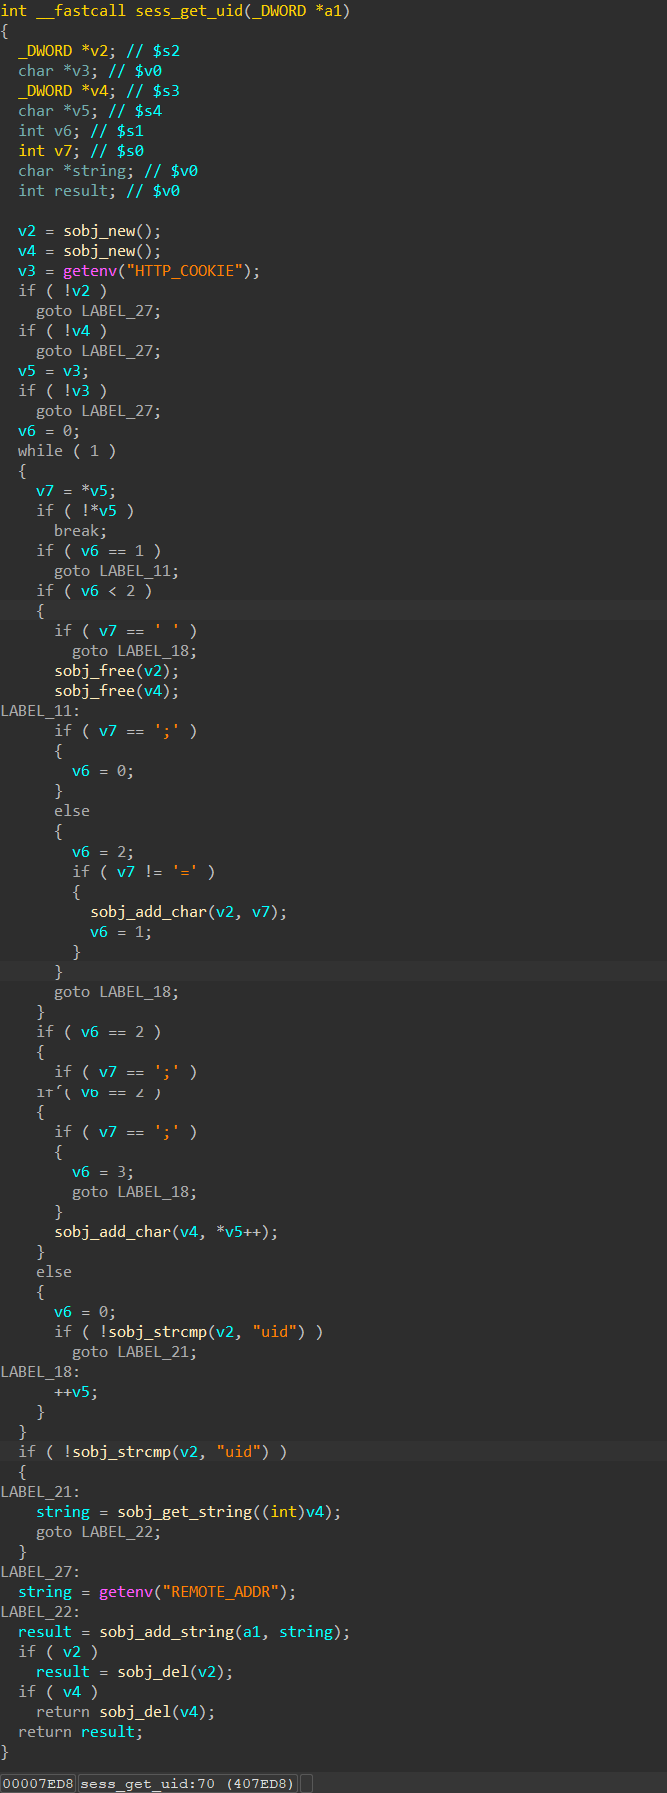 int __fastcall sess_get_uid(_DWORD *a1)
{
  _DWORD *v2; // $s2
  char *v3; // $v0
  _DWORD *v4; // $s3
  char *v5; // $s4
  int v6; // $s1
  int v7; // $s0
  char *string; // $v0
  int result; // $v0

  v2 = sobj_new();
  v4 = sobj_new();
  v3 = getenv("HTTP_COOKIE");
  if ( !v2 )
    goto LABEL_27;
  if ( !v4 )
    goto LABEL_27;
  v5 = v3;
  if ( !v3 )
    goto LABEL_27;
  v6 = 0;
  while ( 1 )
  {
    v7 = *v5;
    if ( !*v5 )
      break;
    if ( v6 == 1 )
      goto LABEL_11;
    if ( v6 < 2 )
    {
      if ( v7 == ' ' )
        goto LABEL_18;
      sobj_free(v2);
      sobj_free(v4);
LABEL_11:
      if ( v7 == ';' )
      {
        v6 = 0;
      }
      else
      {
        v6 = 2;
        if ( v7 != '=' )
        {
          sobj_add_char(v2, v7);
          v6 = 1;
        }
      }
      goto LABEL_18;
    }
    if ( v6 == 2 )
    {
      if ( v7 == ';' )
    if ( v6 == 2 )
    {
      if ( v7 == ';' )
      {
        v6 = 3;
        goto LABEL_18;
      }
      sobj_add_char(v4, *v5++);
    }
    else
    {
      v6 = 0;
      if ( !sobj_strcmp(v2, "uid") )
        goto LABEL_21;
LABEL_18:
      ++v5;
    }
  }
  if ( !sobj_strcmp(v2, "uid") )
  {
LABEL_21:
    string = sobj_get_string((int)v4);
    goto LABEL_22;
  }
LABEL_27:
  string = getenv("REMOTE_ADDR");
LABEL_22:
  result = sobj_add_string(a1, string);
  if ( v2 )
    result = sobj_del(v2);
  if ( v4 )
    return sobj_del(v4);
  return result;
}
00007ED8 sess_get_uid:70 (407ED8)